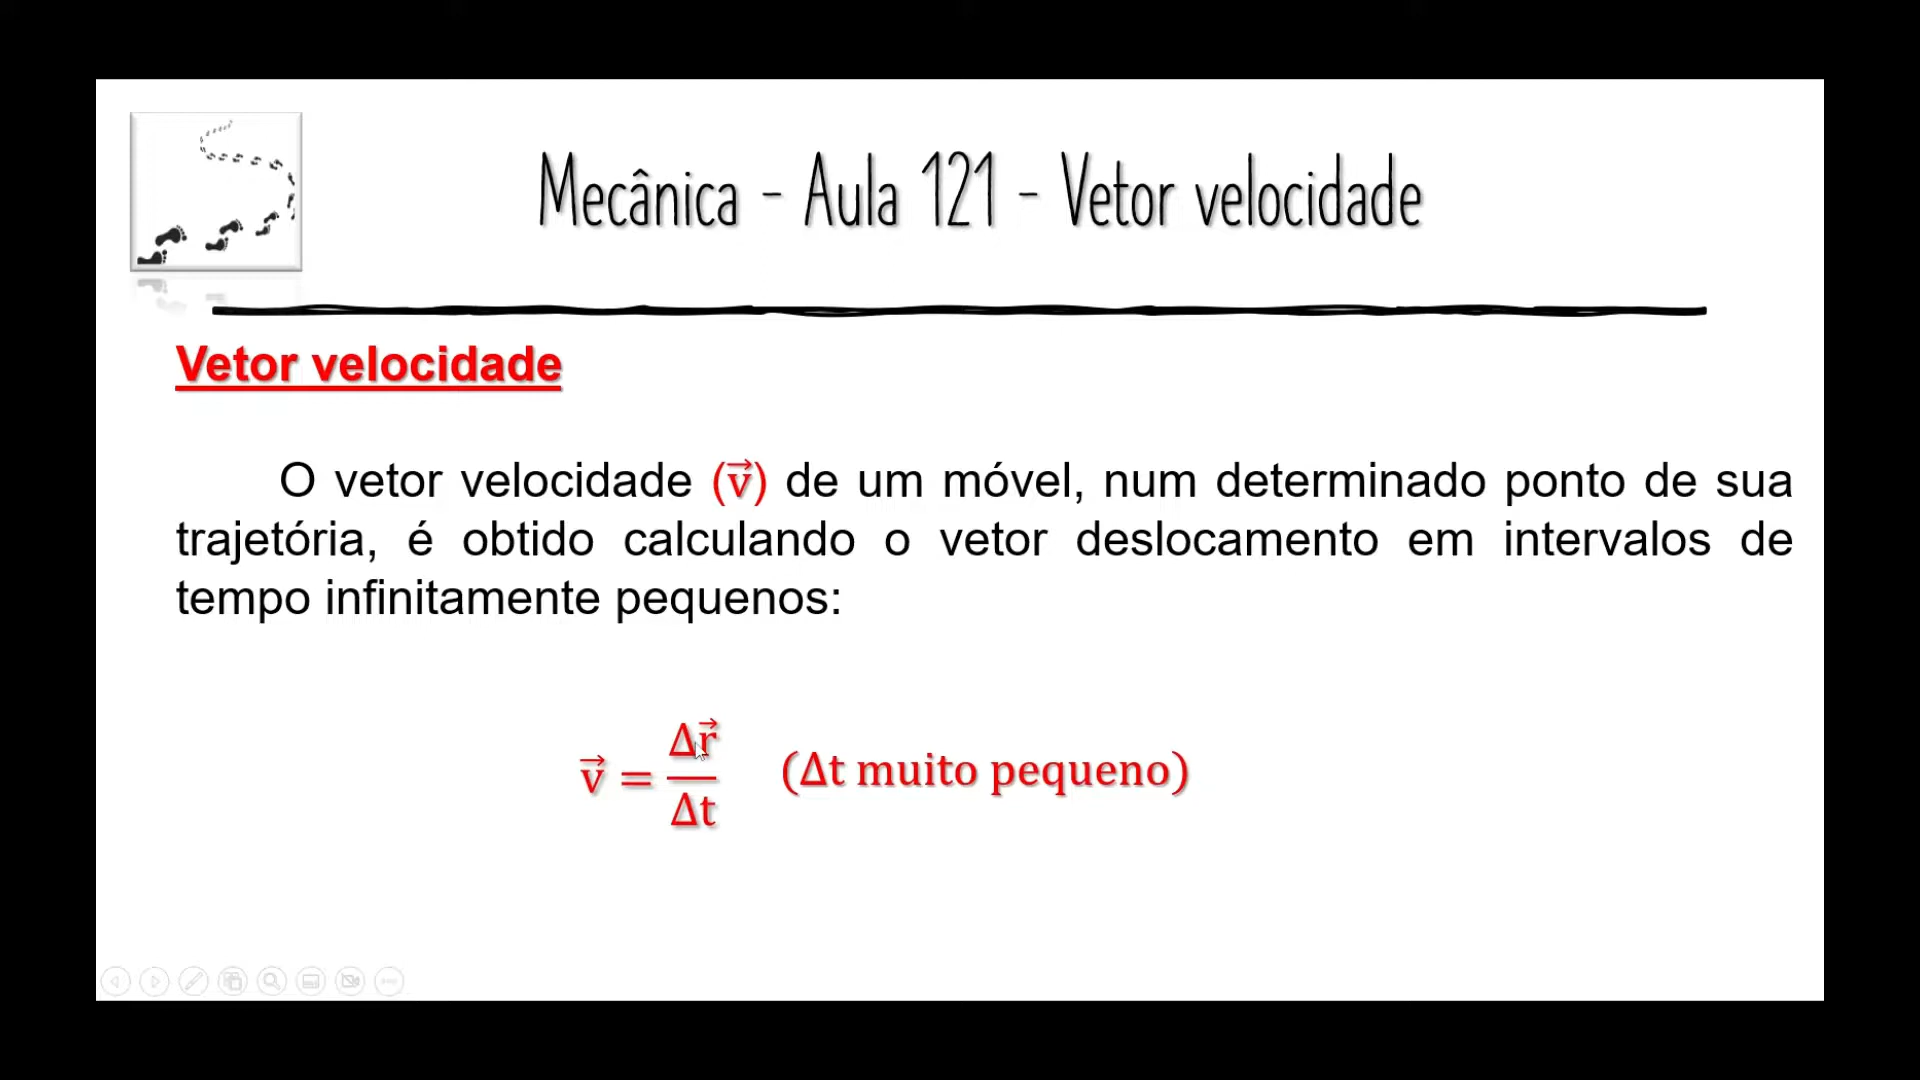 Mecânica - Aula 121 - Vetor velocidade
Vetor velocidade
O vetor velocidade (v⃗) de um móvel, num determinado ponto de sua
trajetória, é obtido calculando o vetor deslocamento em intervalos de
tempo infinitamente pequenos:
v⃗ = Δr⃗ / Δt (Δt muito pequeno)